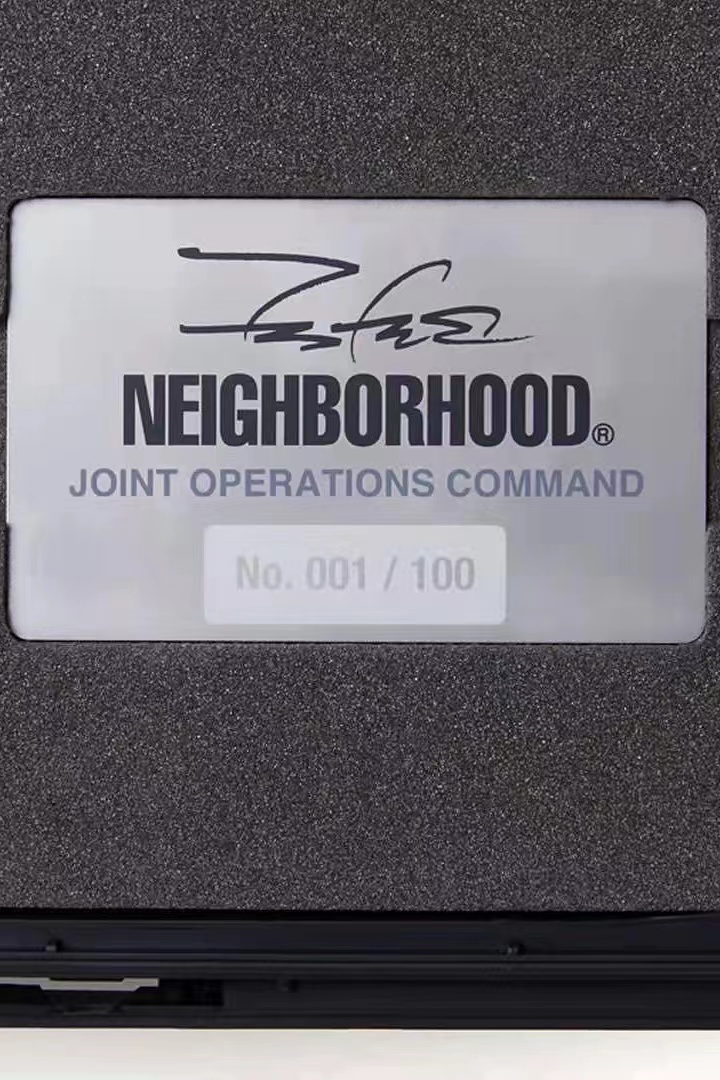 NEIGHBORHOOD®
JOINT OPERATIONS COMMAND
No. 001 / 100